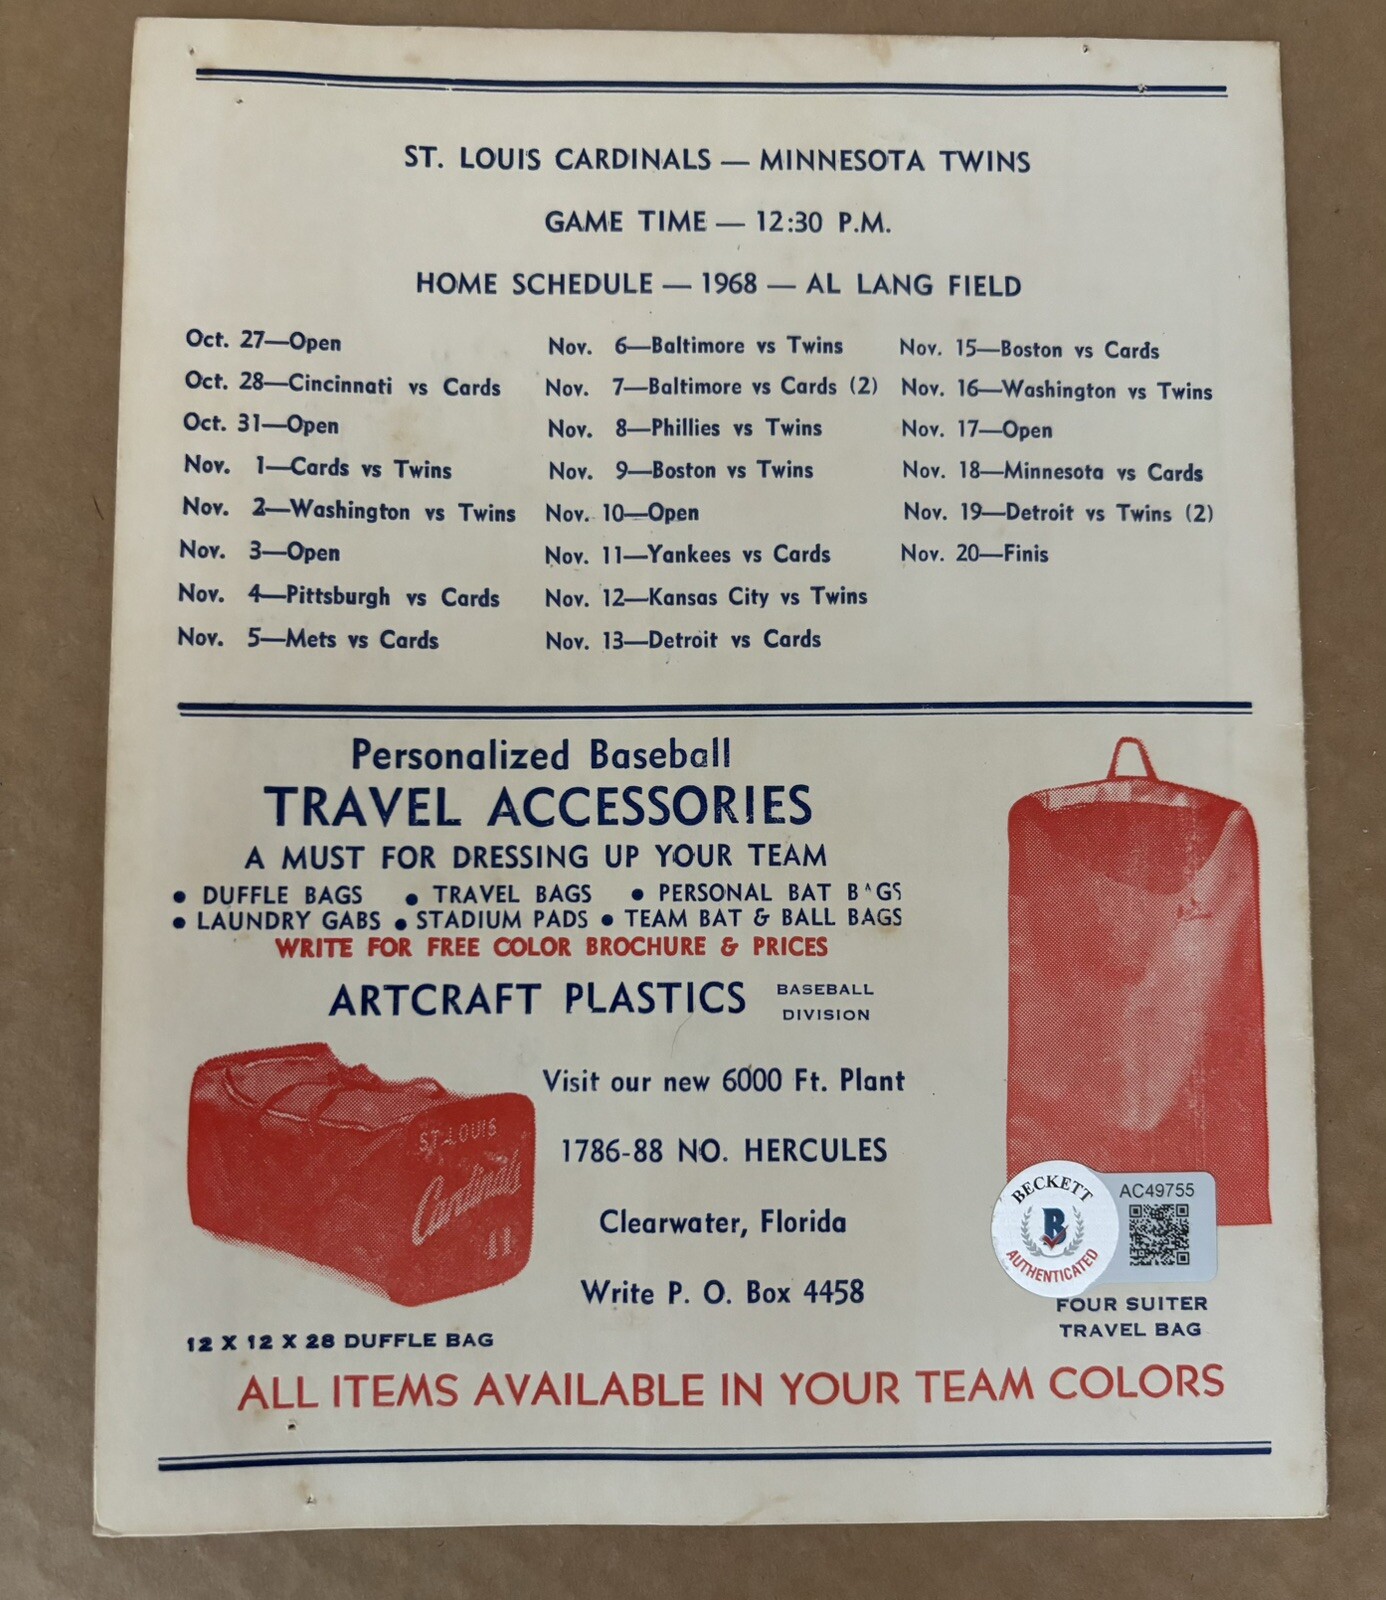 ST. LOUIS CARDINALS — MINNESOTA TWINS
GAME TIME — 12:30 P.M.
HOME SCHEDULE — 1968 — AL LANG FIELD
Oct. 27—Open
Oct. 28—Cincinnati vs Cards
Oct. 31—Open
Nov. 1—Cards vs Twins
Nov. 2—Washington vs Twins
Nov. 3—Open
Nov. 4—Pittsburgh vs Cards
Nov. 5—Mets vs Cards
Nov. 6—Baltimore vs Twins
Nov. 7—Baltimore vs Cards (2)
Nov. 8—Phillies vs Twins
Nov. 9—Boston vs Twins
Nov. 10—Open
Nov. 11—Yankees vs Cards
Nov. 12—Kansas City vs Twins
Nov. 13—Detroit vs Cards
Nov. 15—Boston vs Cards
Nov. 16—Washington vs Twins
Nov. 17—Open
Nov. 18—Minnesota vs Cards
Nov. 19—Detroit vs Twins (2)
Nov. 20—Finis
Personalized Baseball
TRAVEL ACCESSORIES
A MUST FOR DRESSING UP YOUR TEAM
• DUFFLE BAGS • TRAVEL BAGS • PERSONAL BAT BAGS
• LAUNDRY GABS • STADIUM PADS • TEAM BAT & BALL BAGS
WRITE FOR FREE COLOR BROCHURE & PRICES
ARTCRAFT PLASTICS BASEBALL DIVISION
Visit our new 6000 Ft. Plant
1786-88 NO. HERCULES
Clearwater, Florida
Write P. O. Box 4458
ST. LOUIS
Cardinals
41
12 X 12 X 28 DUFFLE BAG
BECKETT
B
AUTHENTICATED
AC49755
FOUR SUITER
TRAVEL BAG
ALL ITEMS AVAILABLE IN YOUR TEAM COLORS